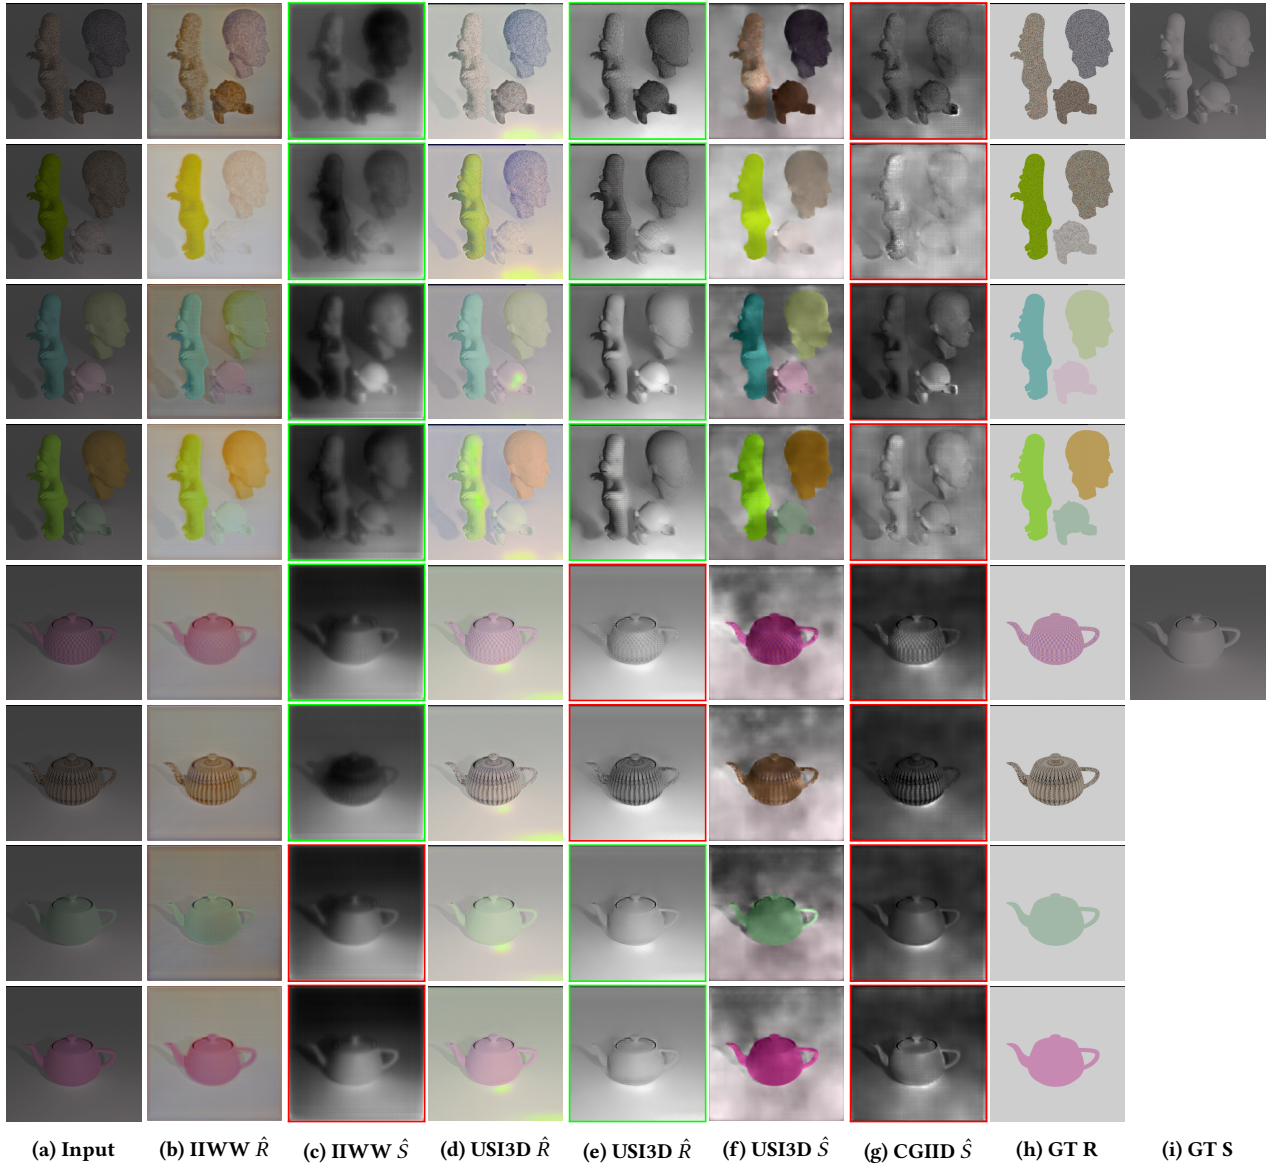 (a) Input (b) IIWW R̂ (c) IIWW Ŝ (d) USI3D R̂ (e) USI3D R̂ (f) USI3D Ŝ (g) CGIID Ŝ (h) GT R (i) GT S